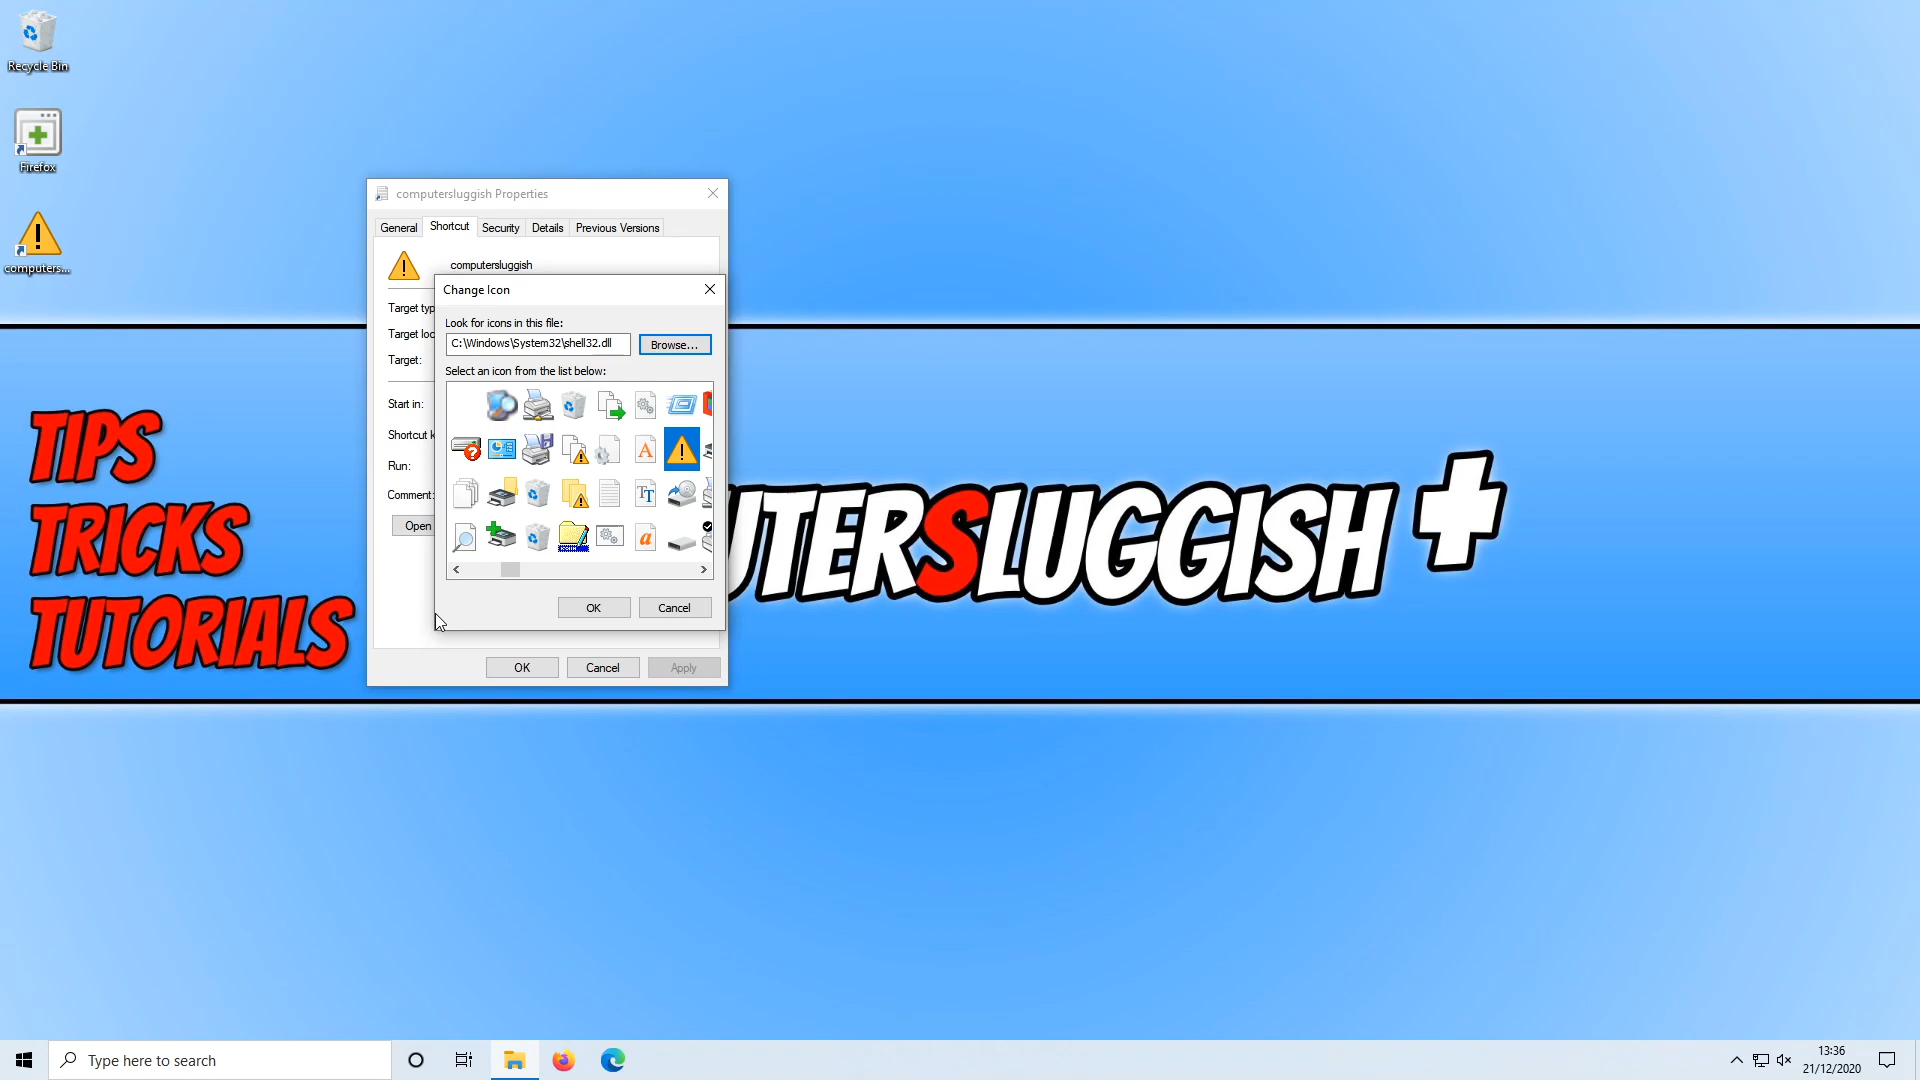 Recycle Bin
Firefox
computers...
computersluggish Properties
General
Shortcut
Security
Details
Previous Versions
computersluggish
Target typ
Target loc
Target:
Start in:
Shortcut k
Run:
Comment:
Open
Change Icon
Look for icons in this file:
C:\Windows\System32\shell32.dll
Browse...
Select an icon from the list below:
OK
Cancel
OK
Cancel
Apply
TIPS
TRICKS
TUTORIALS
UTERSLUGGISH +
Type here to search
13:36
21/12/2020